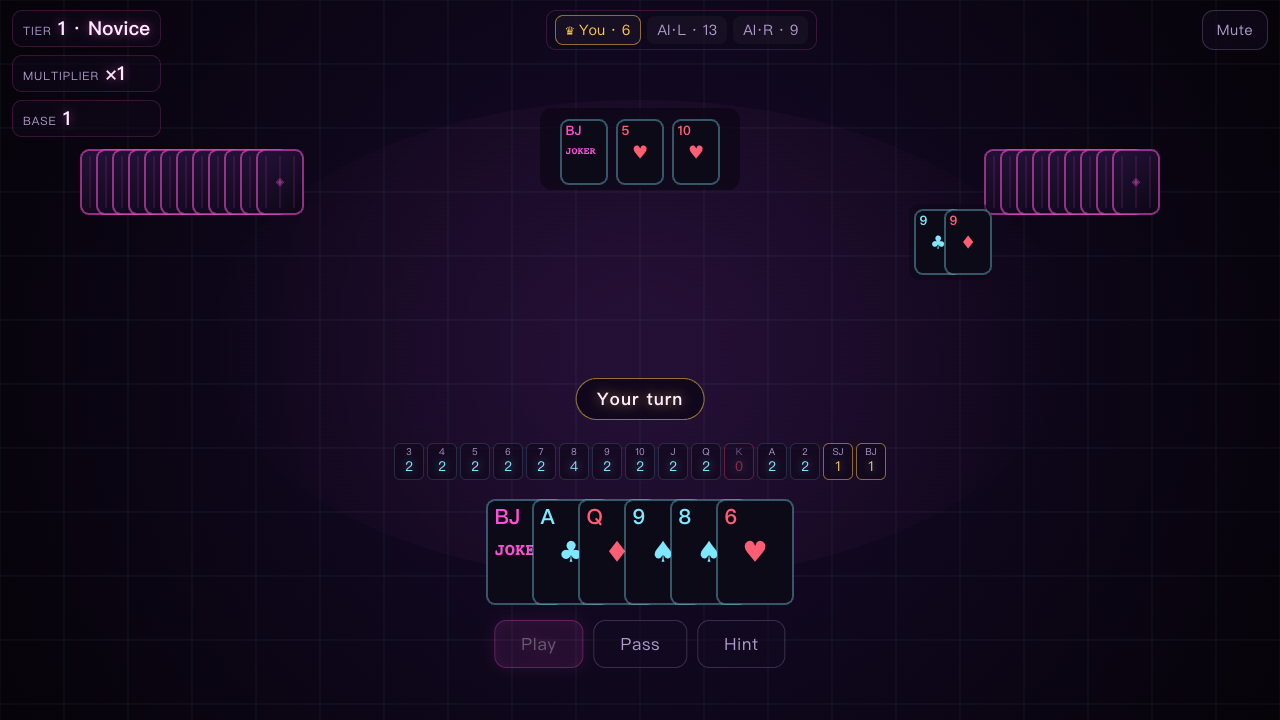 TIER 1 · Novice
MULTIPLIER ×1
BASE 1
♛ You · 6 AI·L · 13 AI·R · 9
Mute
BJ 5 10
JOKER ♥ ♥
9 9
♣ ♦
Your turn
3 4 5 6 7 8 9 10 J Q K A 2 SJ BJ
2 2 2 2 2 4 2 2 2 2 0 2 2 1 1
BJ A Q 9 8 6
JOKE ♣ ♦ ♠ ♠ ♥
Play Pass Hint